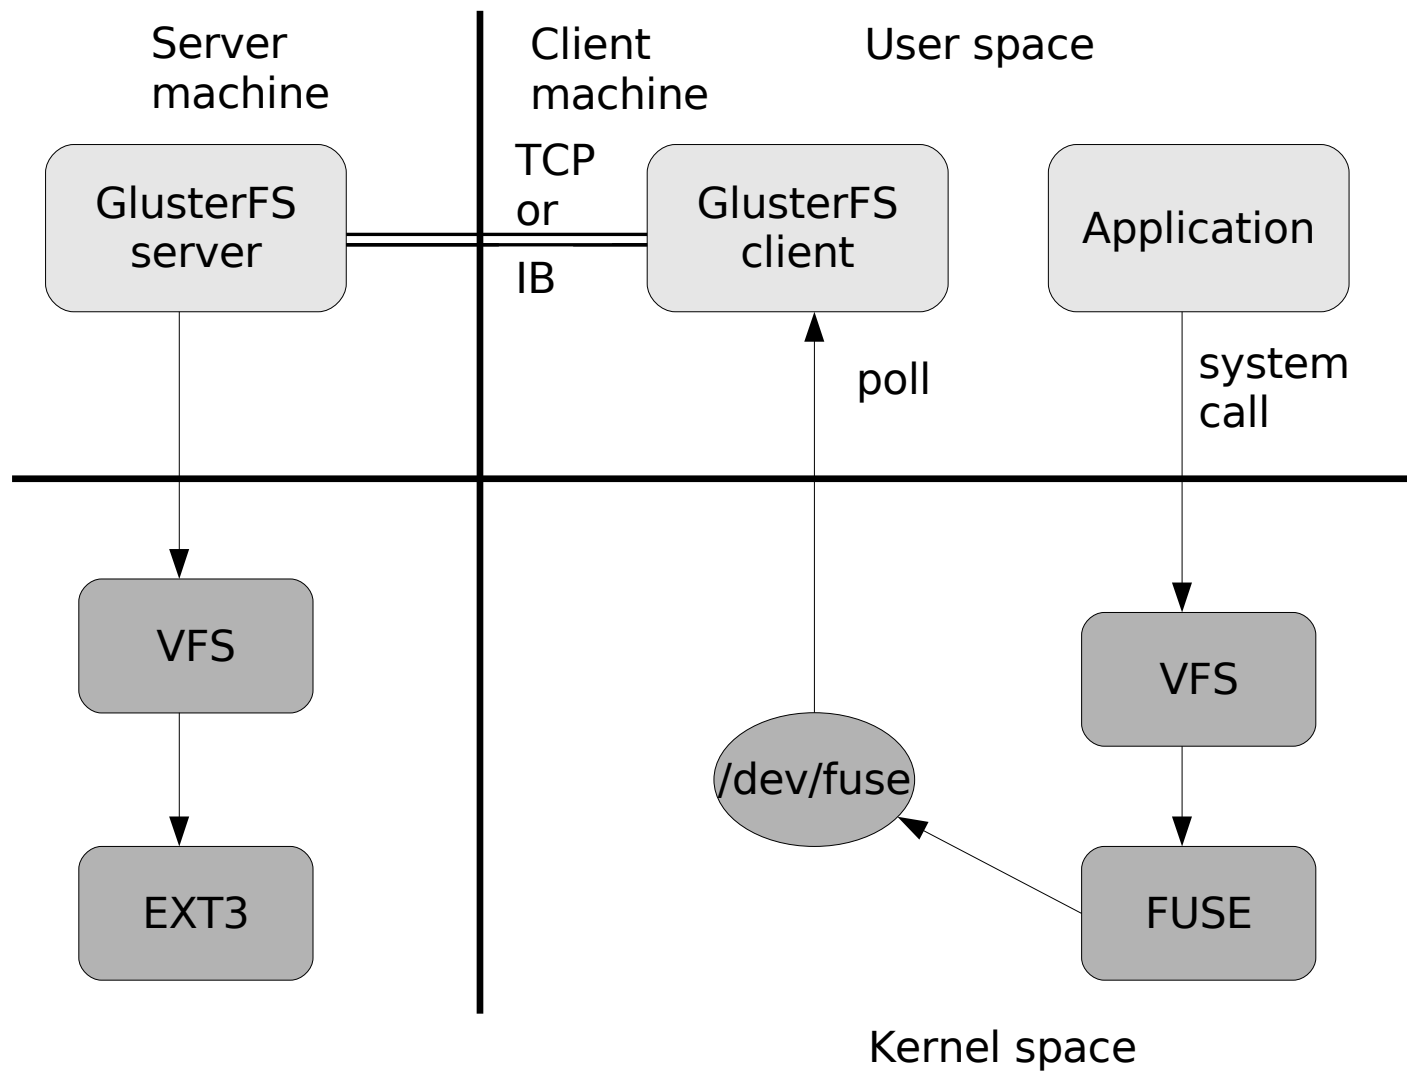 Server
machine
Client
machine
User space
TCP
or
IB
GlusterFS
server
GlusterFS
client
Application
poll
system
call
VFS
VFS
/dev/fuse
EXT3
FUSE
Kernel space